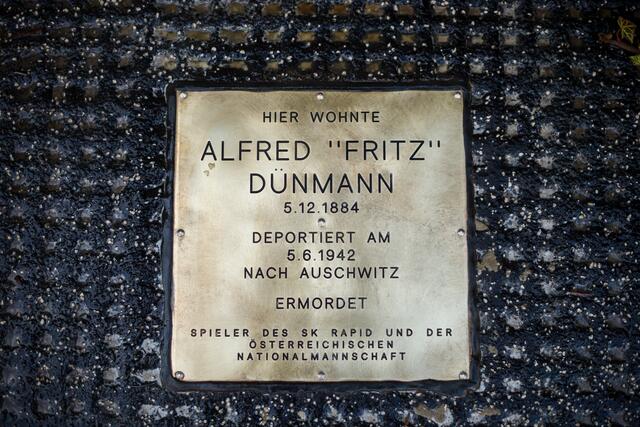 HIER WOHNTE
ALFRED "FRITZ"
DÜNMANN
5.12.1884
DEPORTIERT AM
5.6.1942
NACH AUSCHWITZ
ERMORDET
SPIELER DES SK RAPID UND DER
ÖSTERREICHISCHEN
NATIONALMANNSCHAFT